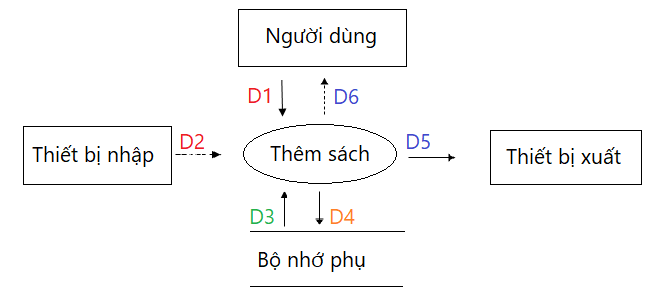 Người dùng
D1
D6
Thiết bị nhập
D2
Thêm sách
D5
Thiết bị xuất
D3
D4
Bộ nhớ phụ